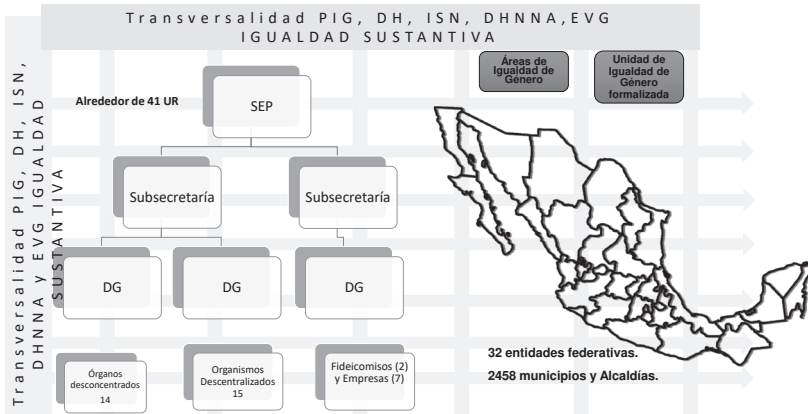 Transversalidad PIG, DH, ISN, DHNNA,EVG
IGUALDAD SUSTANTIVA
Transversalidad PIG, DH, ISN,
DHNNA y EVG IGUALDAD
SUSTANTIVA
Alrededor de 41 UR
SEP
Subsecretaría
Subsecretaría
DG
DG
DG
Órganos
desconcentrados
14
Organismos
Descentralizados
15
Fideicomisos (2)
y Empresas (7)
Áreas de
Igualdad de
Género
Unidad de
Igualdad de
Género
formalizada
32 entidades federativas.
2458 municipios y Alcaldías.